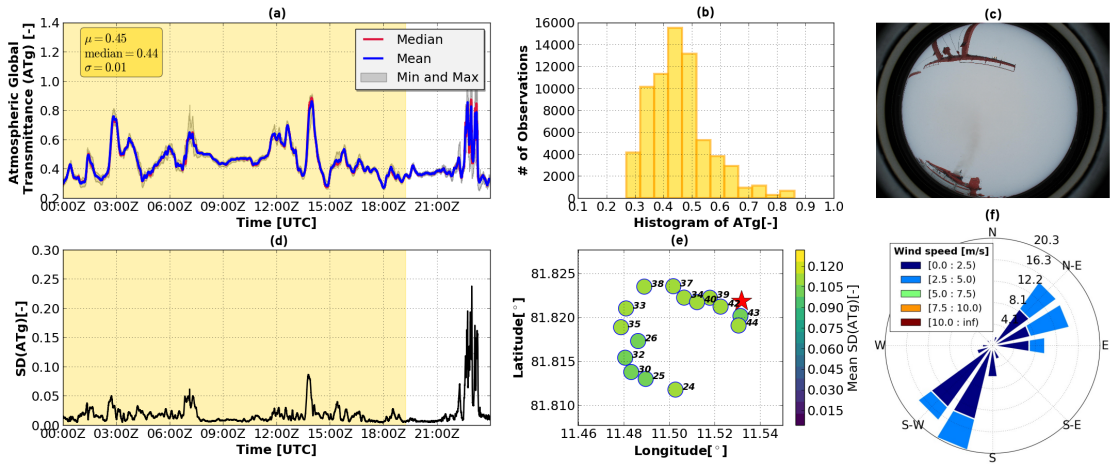 (a)
Atmospheric Global
Transmittance (ATg) [-]
1.4
1.2
1.0
0.8
0.6
0.4
0.2
μ = 0.45
median = 0.44
σ = 0.01
Median
Mean
Min and Max
00:00Z 03:00Z 06:00Z 09:00Z 12:00Z 15:00Z 18:00Z 21:00Z
Time [UTC]
(b)
# of Observations
16000
14000
12000
10000
8000
6000
4000
2000
0
0.1 0.2 0.3 0.4 0.5 0.6 0.7 0.8 0.9 1.0
Histogram of ATg[-]
(c)
(d)
SD(ATg)[-]
0.30
0.25
0.20
0.15
0.10
0.05
0.00
00:00Z 03:00Z 06:00Z 09:00Z 12:00Z 15:00Z 18:00Z 21:00Z
Time [UTC]
(e)
Latitude[°]
81.825
81.820
81.815
81.810
38 37
34 40 39 42
33 43
35 44
26
32
30 25
24
11.46 11.48 11.50 11.52 11.54
Longitude[°]
0.120
0.105
0.090
0.075
0.060
0.045
0.030
0.015
Mean SD(ATg)[-]
(f)
N
N-E
E
S-E
S
S-W
W
20.3
16.3
12.2
8.1
Wind speed [m/s]
[0.0 : 2.5)
[2.5 : 5.0)
[5.0 : 7.5)
[7.5 : 10.0)
[10.0 : inf)